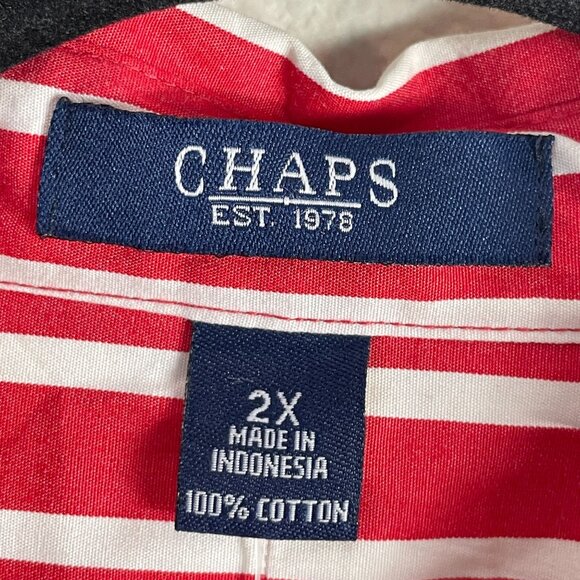 CHAPS
EST. 1978
2X
MADE IN
INDONESIA
100% COTTON